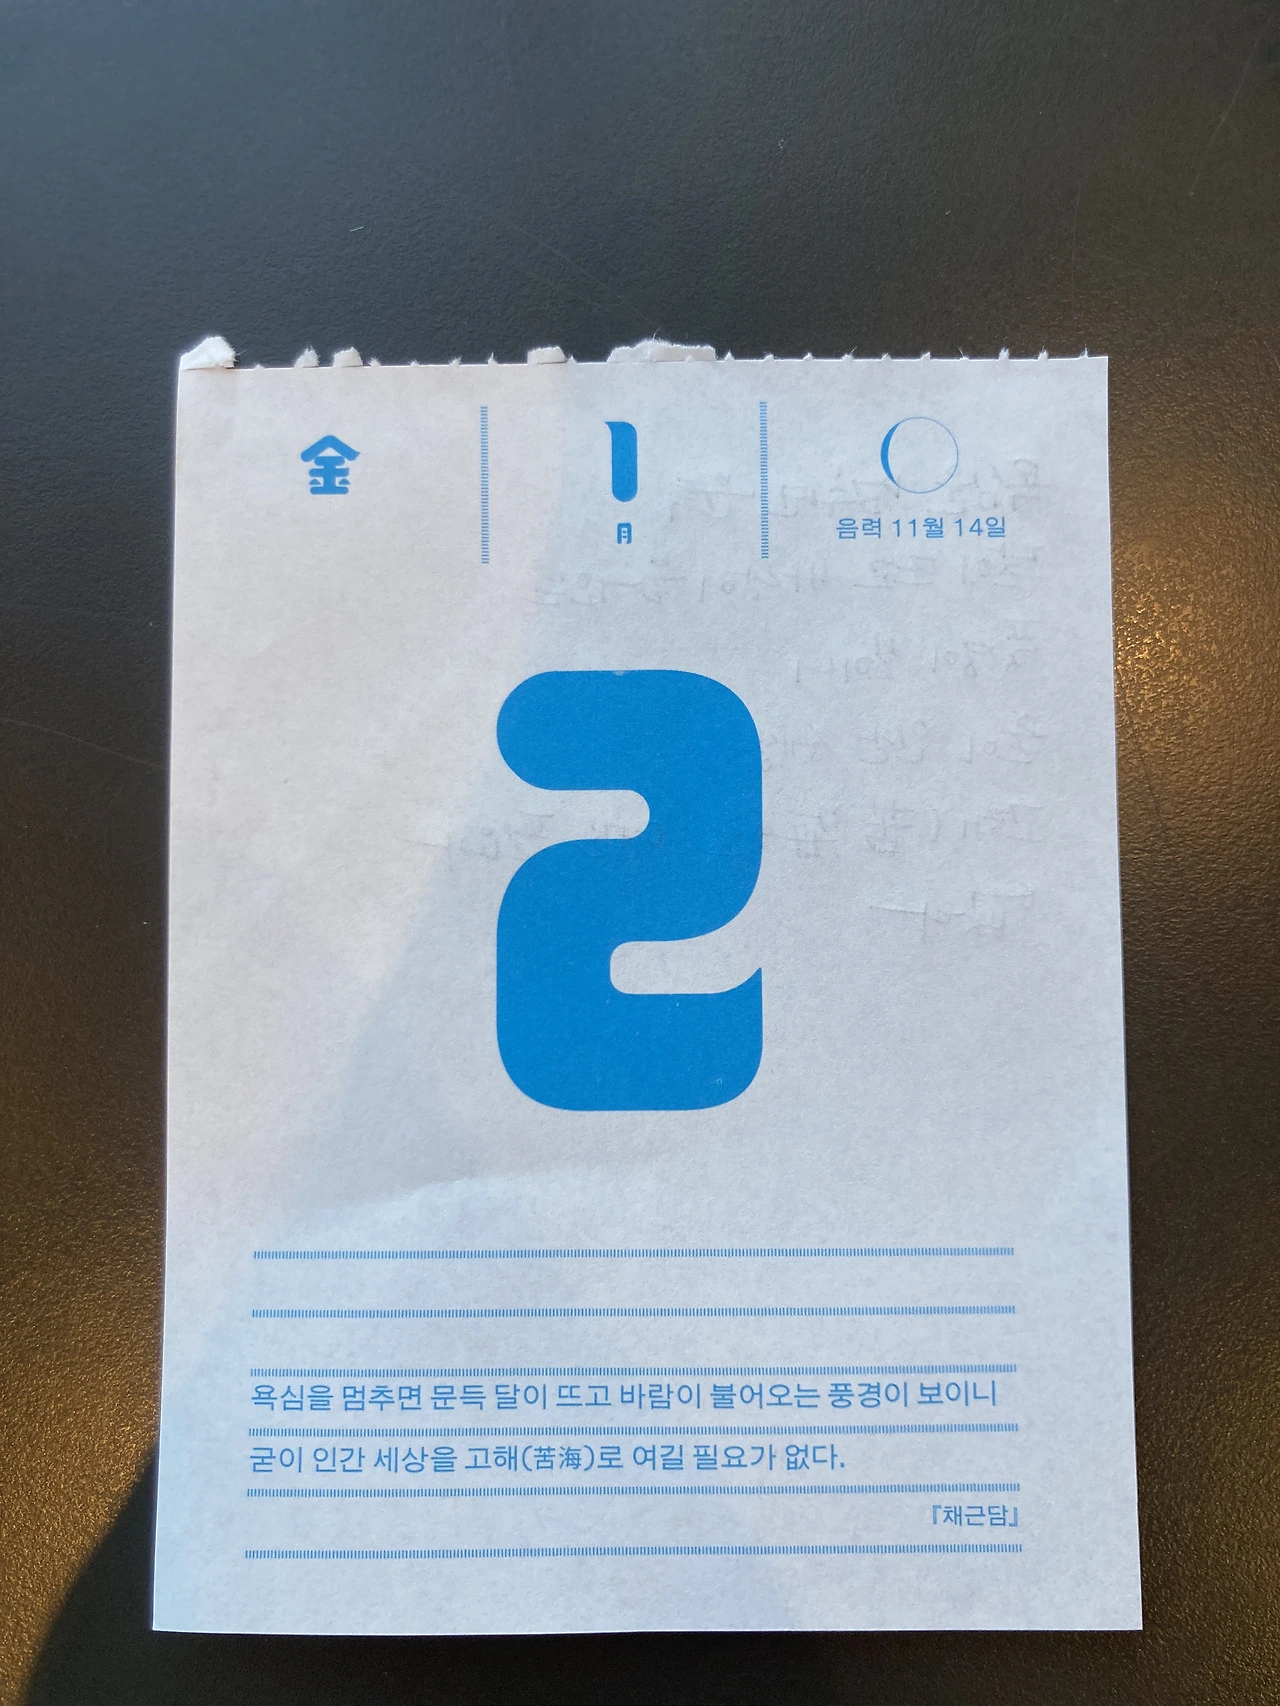 金
1
月
음력 11월 14일
2
욕심을 멈추면 문득 달이 뜨고 바람이 불어오는 풍경이 보이니
굳이 인간 세상을 고해(苦海)로 여길 필요가 없다.
『채근담』